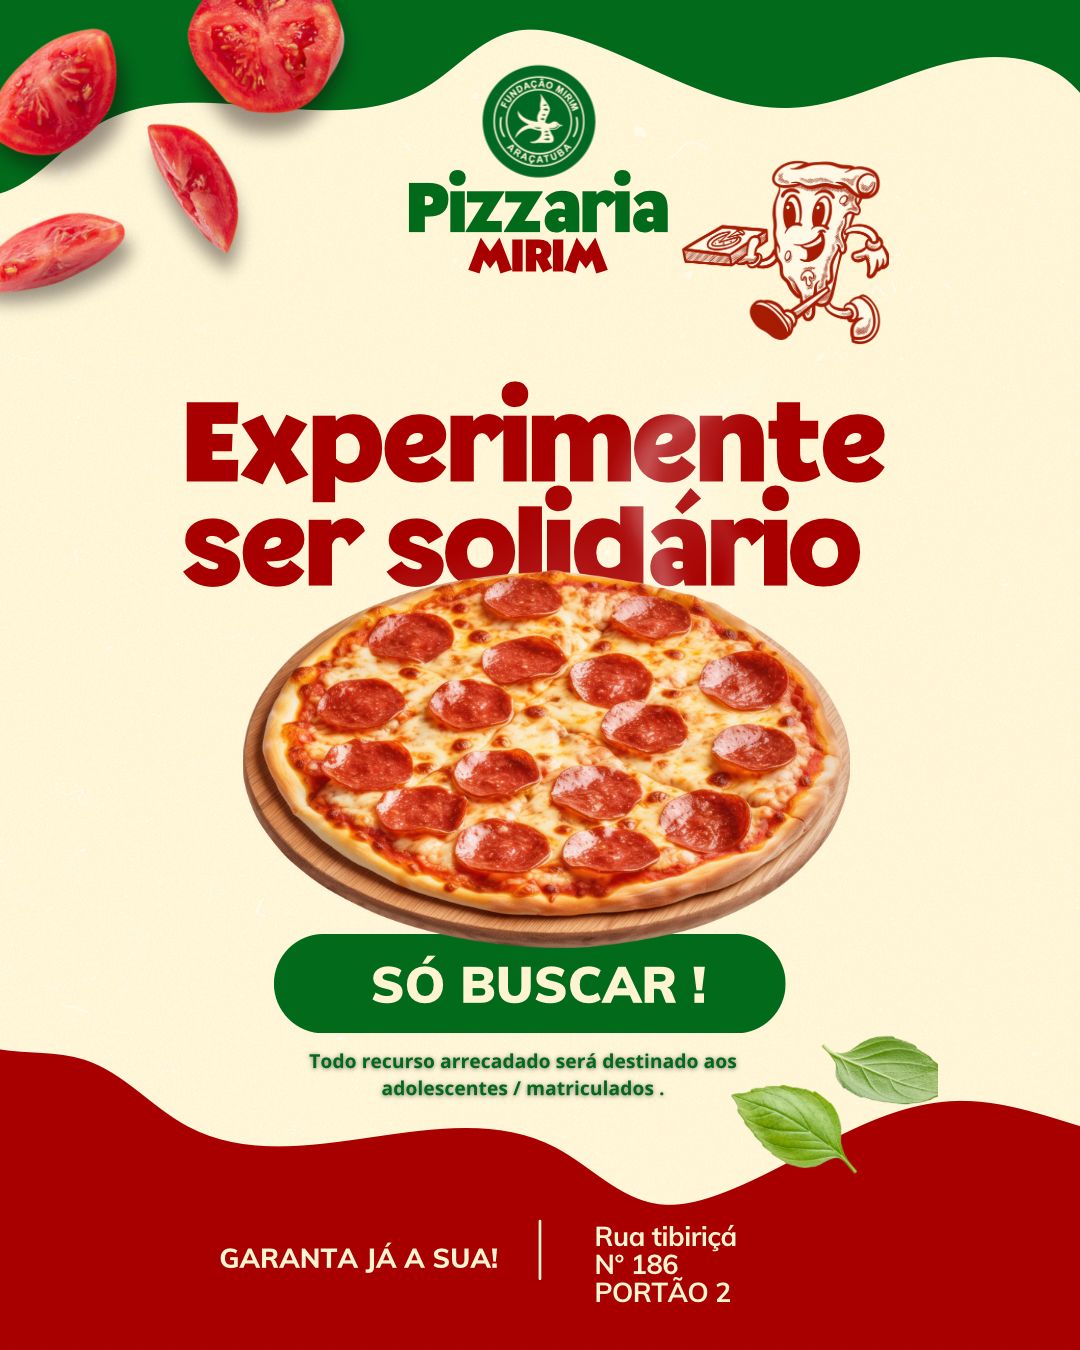 FUNDAÇÃO MIRIM
ARAÇATUBA
Pizzaria
MIRIM
Experimente
ser solidário
SÓ BUSCAR !
Todo recurso arrecadado será destinado aos
adolescentes / matriculados .
GARANTA JÁ A SUA!
Rua tibiriçá
Nº 186
PORTÃO 2